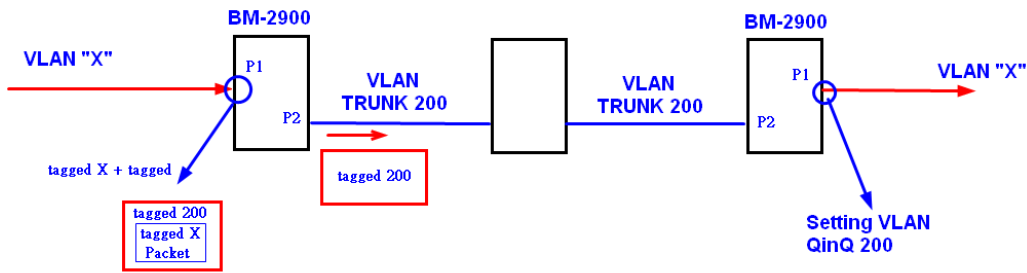 BM-2900
BM-2900
VLAN "X"
P1
VLAN
TRUNK 200
VLAN
TRUNK 200
P1
VLAN "X"
P2
P2
tagged X + tagged
tagged 200
tagged 200
tagged X
Packet
Setting VLAN
QinQ 200